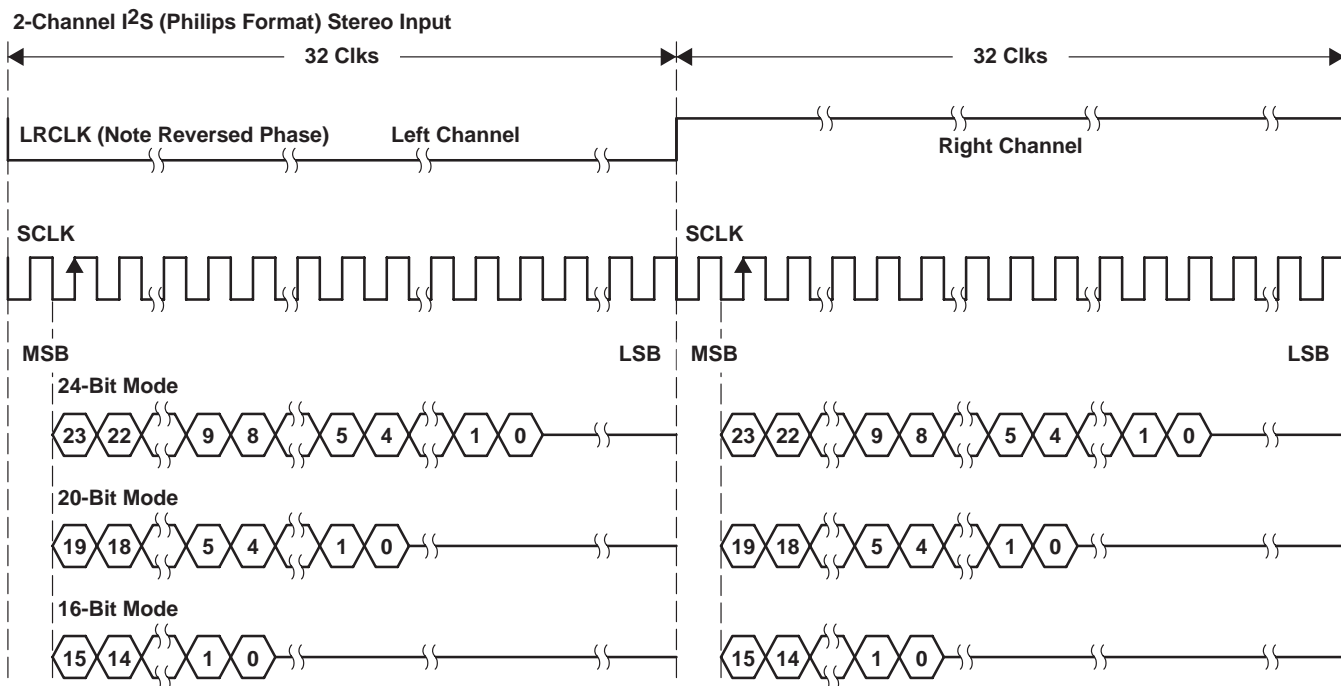 2-Channel I2S (Philips Format) Stereo Input
32 Clks 32 Clks
LRCLK (Note Reversed Phase) Left Channel
Right Channel
SCLK SCLK
MSB LSB MSB LSB
24-Bit Mode
23 22 9 8 5 4 1 0 23 22 9 8 5 4 1 0
20-Bit Mode
19 18 5 4 1 0 19 18 5 4 1 0
16-Bit Mode
15 14 1 0 15 14 1 0